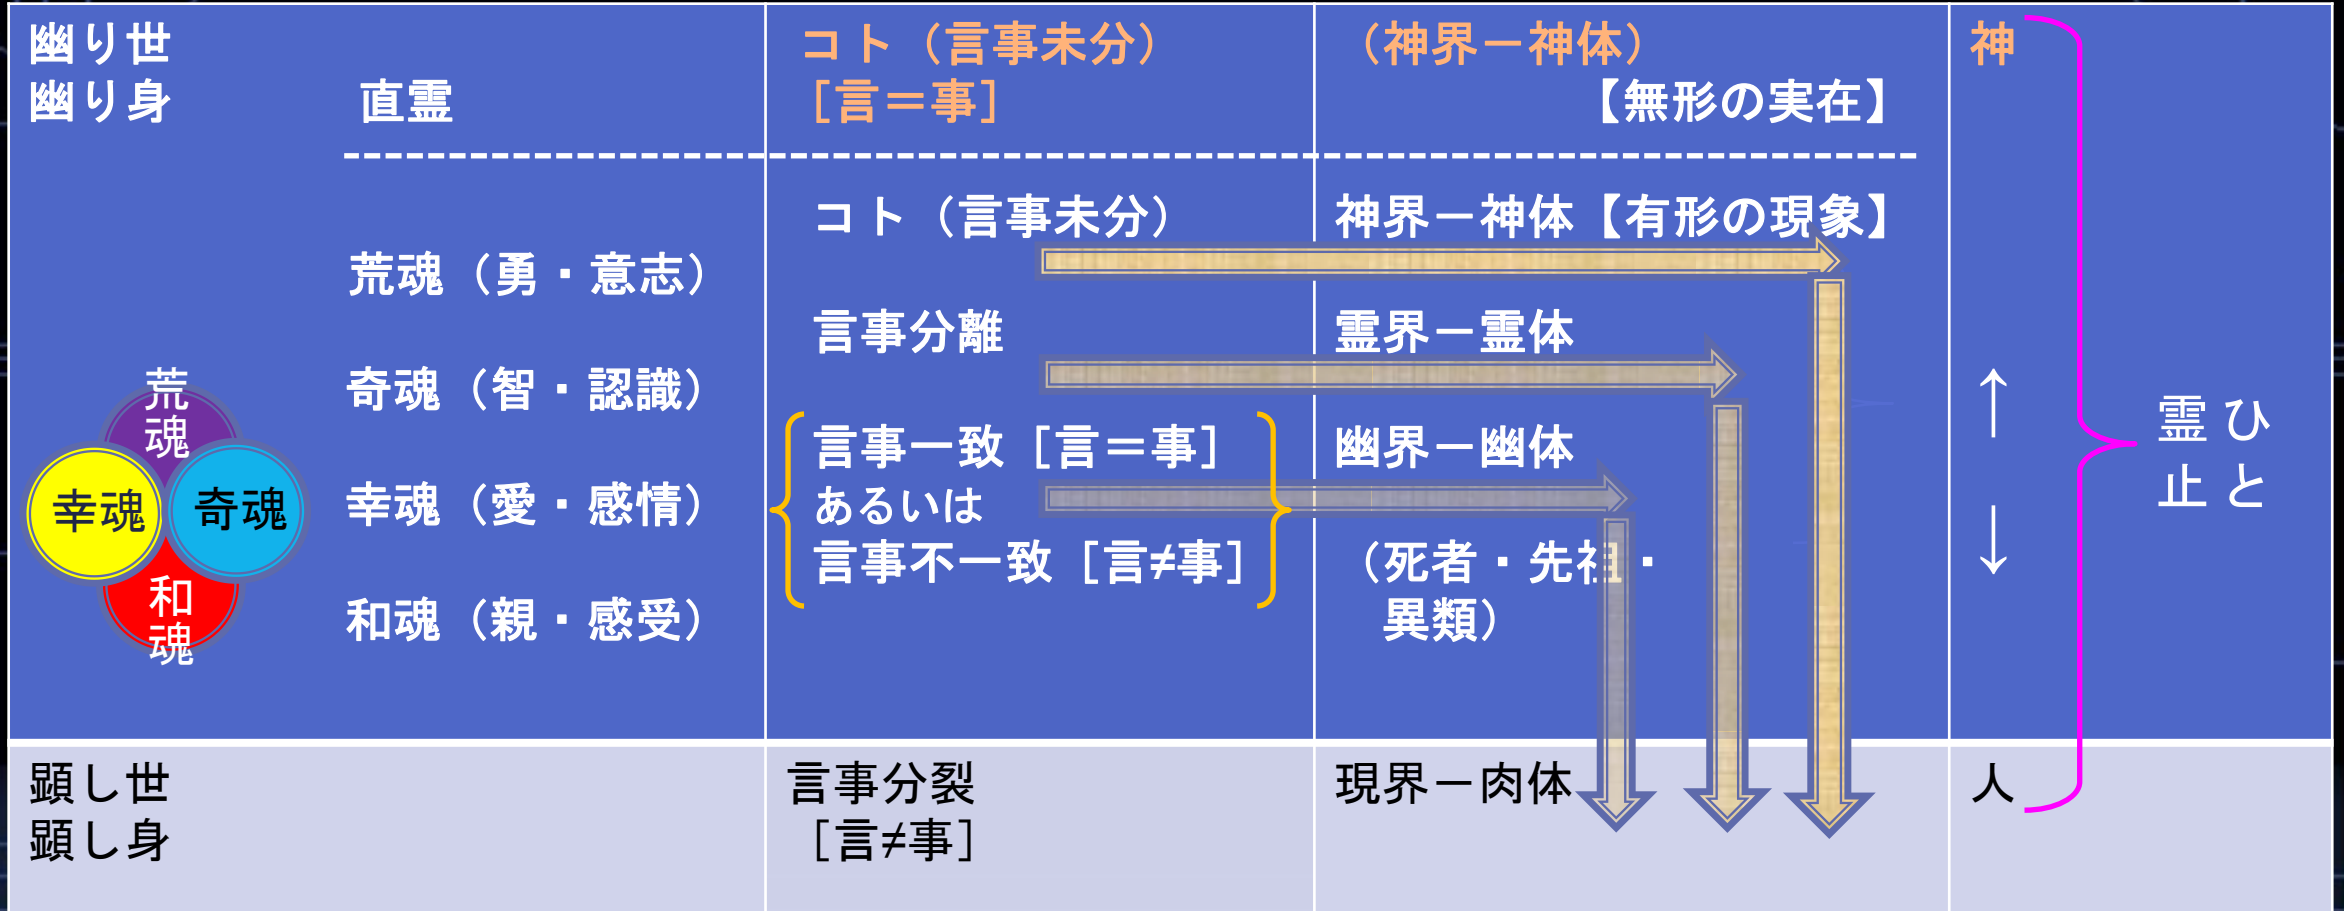 幽り世
幽り身
直霊
コト（言事未分）
［言＝事］
（神界－神体）
【無形の実在】
神
コト（言事未分）
神界－神体【有形の現象】
荒魂（勇・意志）
言事分離
霊界－霊体
奇魂（智・認識）
言事一致［言＝事］
幽界－幽体
幸魂（愛・感情）
あるいは
言事不一致［言≠事］
（死者・先祖・
異類）
和魂（親・感受）
荒
魂
幸魂
奇魂
和
魂
↑
↓
霊 ひ
止 と
顕し世
顕し身
言事分裂
［言≠事］
現界－肉体
人